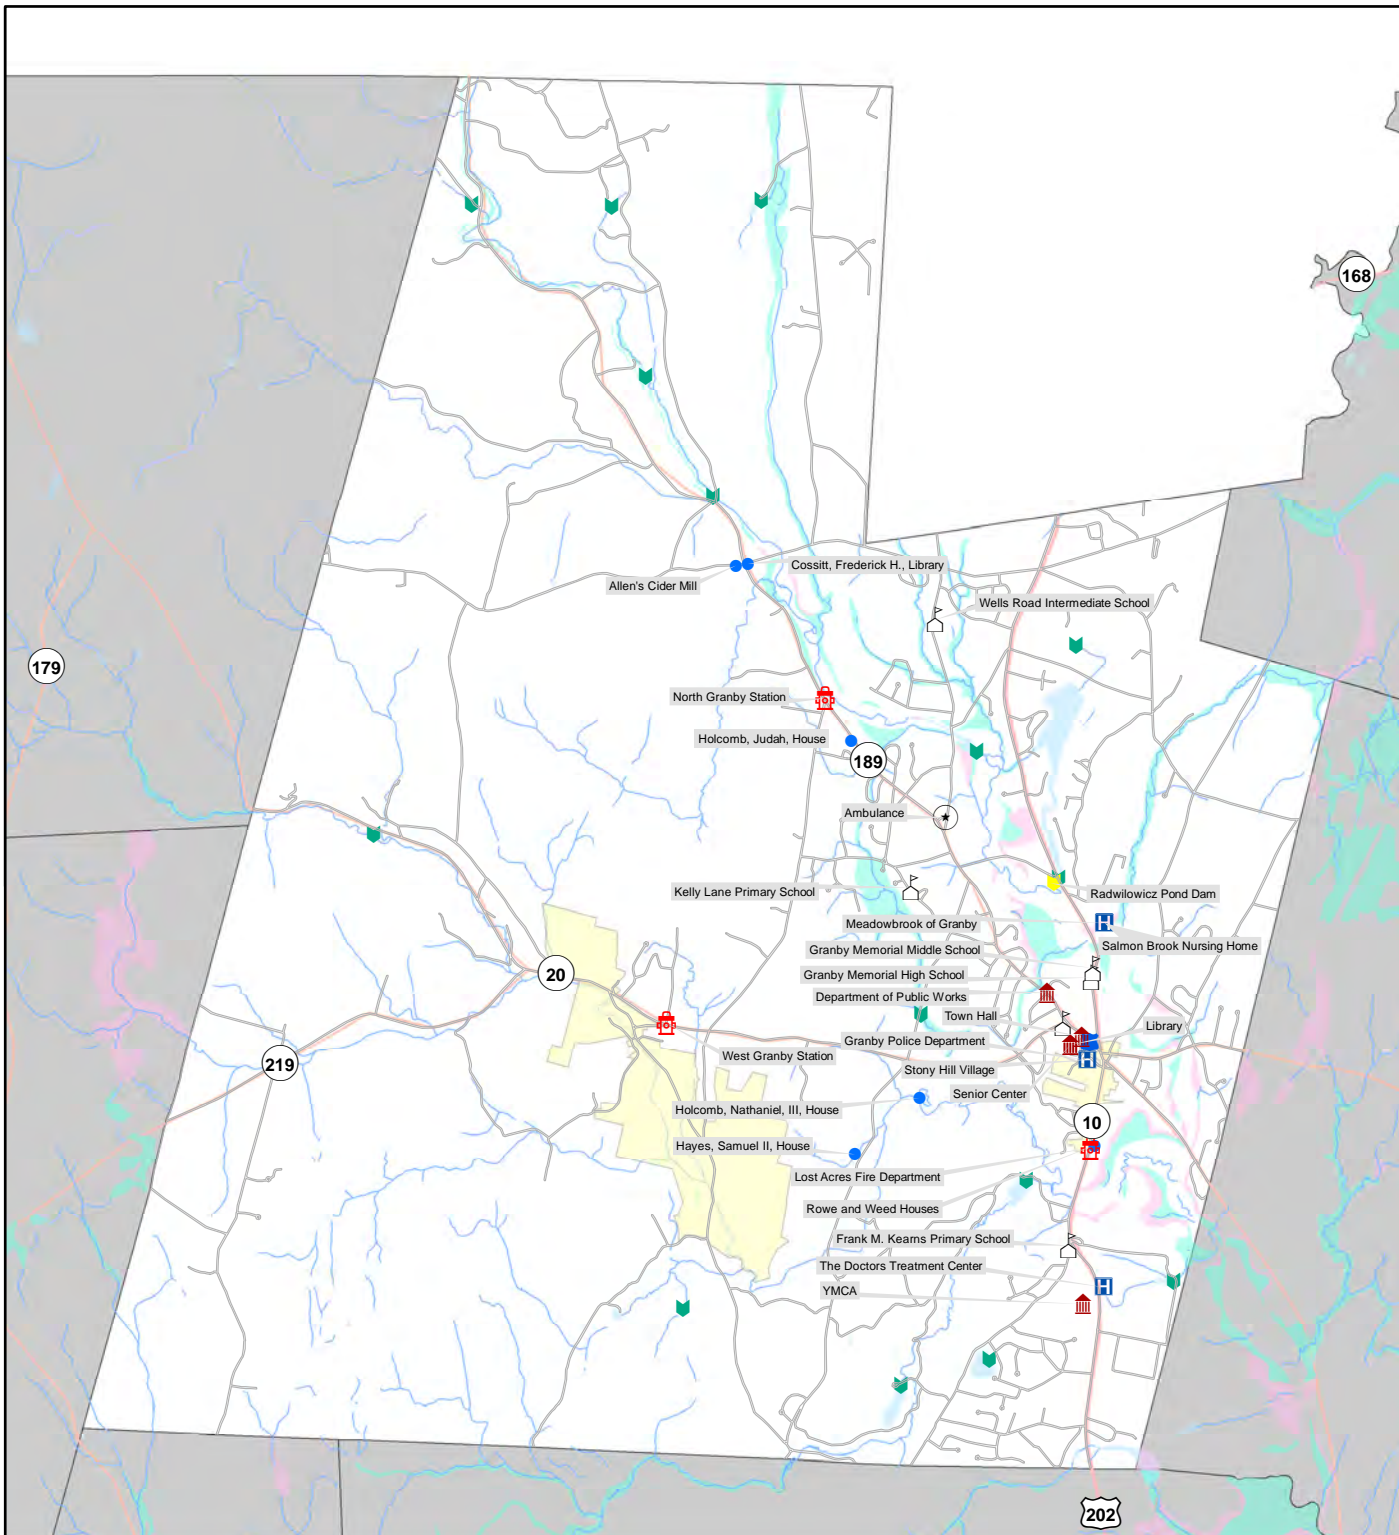 168
Cossitt, Frederick H., Library
Allen's Cider Mill
Wells Road Intermediate School
179
North Granby Station
Holcomb, Judah, House
189
Ambulance
Kelly Lane Primary School
Radwilowicz Pond Dam
Meadowbrook of Granby
Salmon Brook Nursing Home
Granby Memorial Middle School
20
Granby Memorial High School
Department of Public Works
Town Hall
Library
Granby Police Department
West Granby Station
219
Stony Hill Village
Senior Center
Holcomb, Nathaniel, III, House
10
Hayes, Samuel II, House
Lost Acres Fire Department
Rowe and Weed Houses
Frank M. Kearns Primary School
The Doctors Treatment Center
YMCA
202
H
H
H